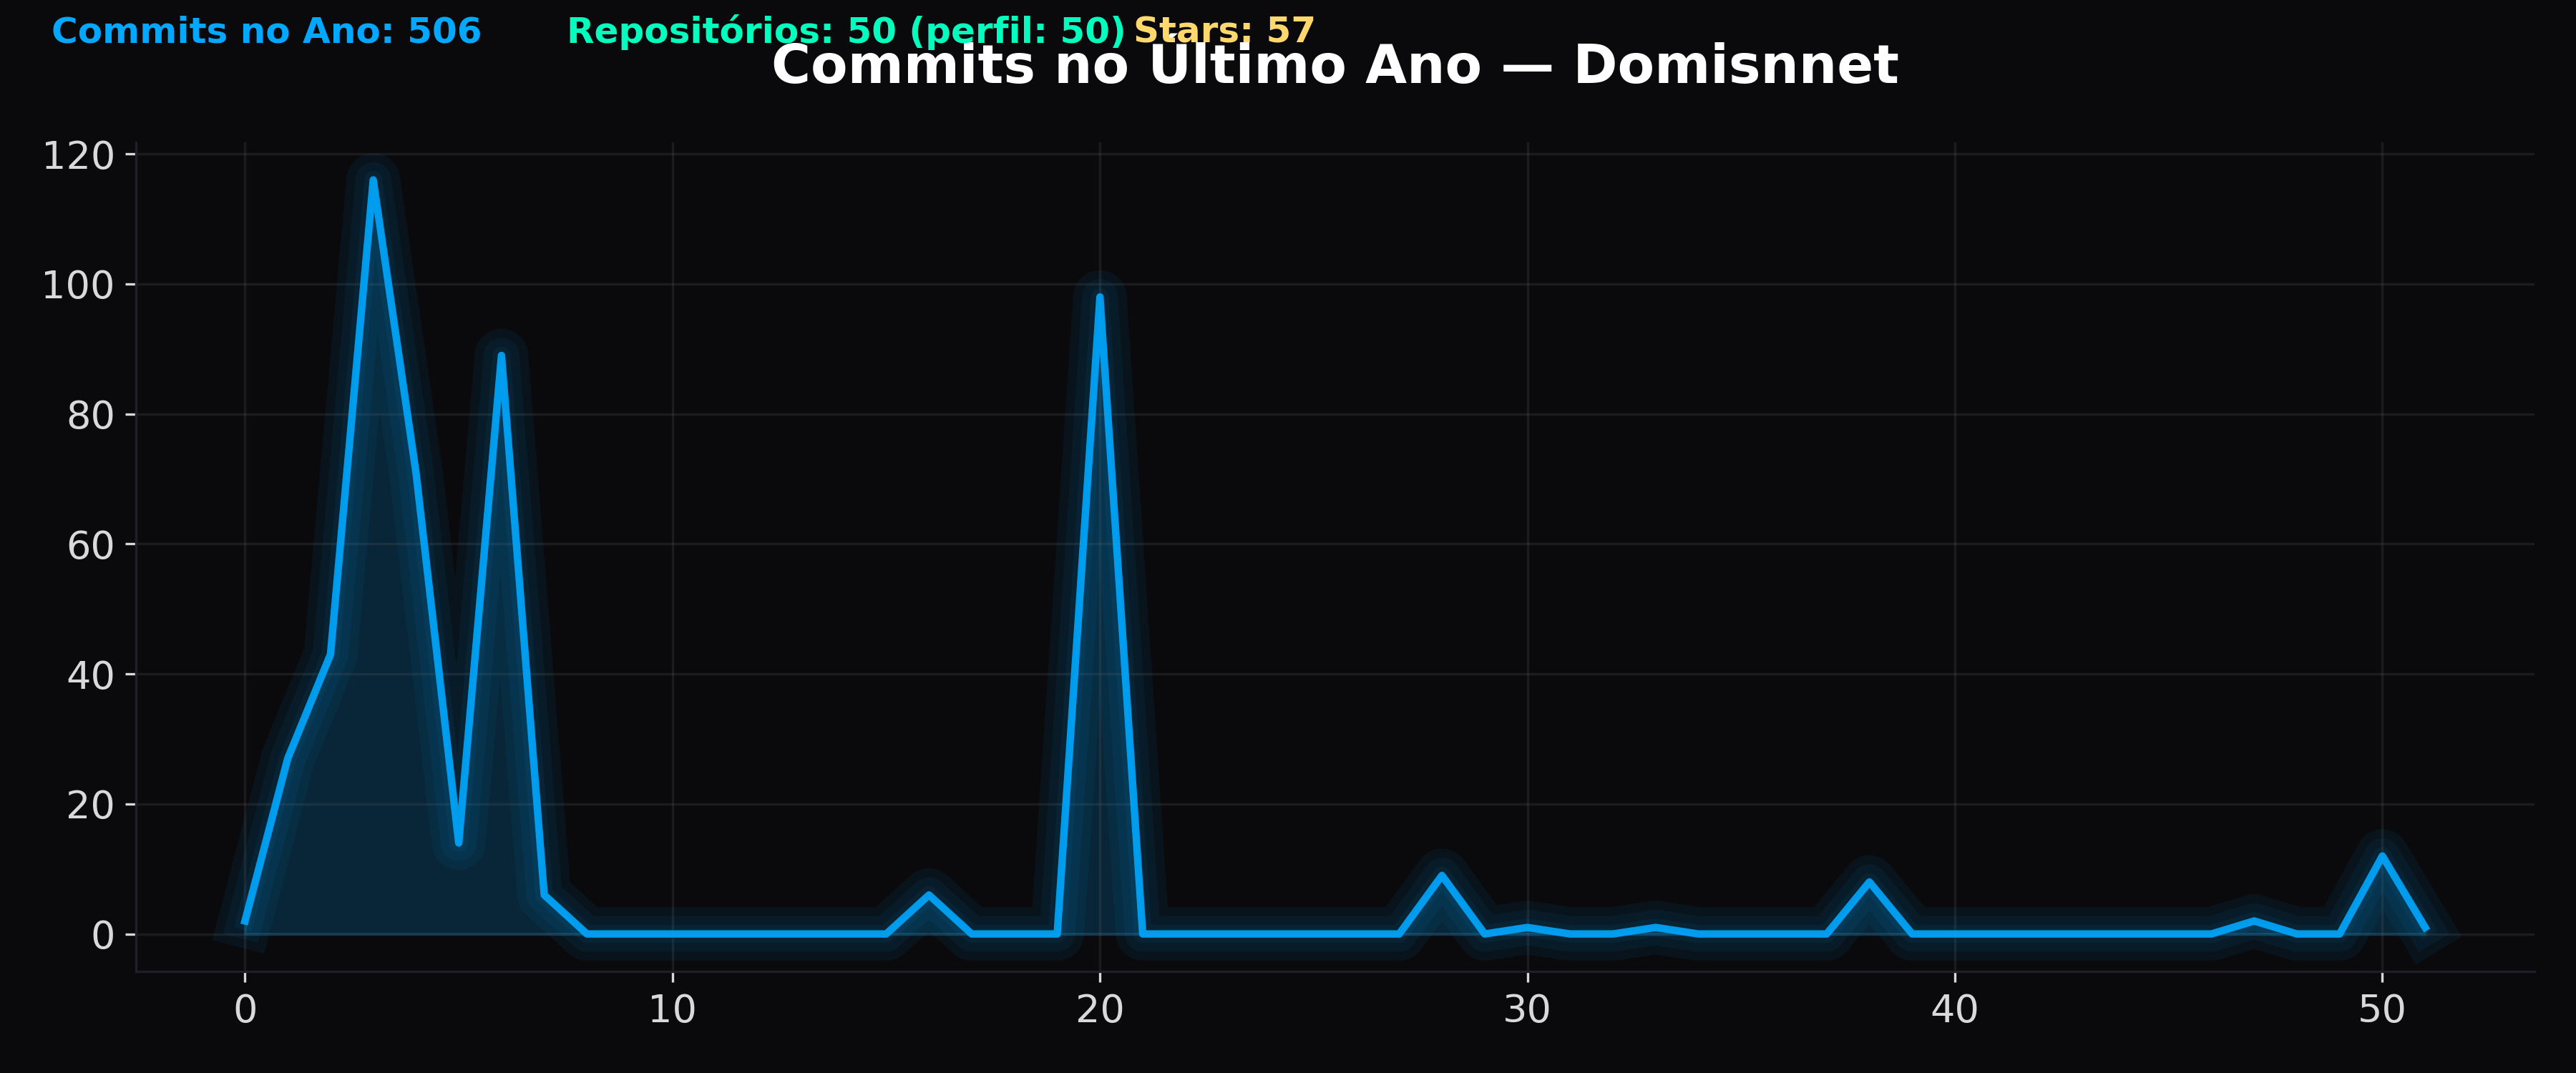 Commits no Ano: 506 Repositórios: 50 (perfil: 50) Stars: 57
Commits no Último Ano — Domisnnet
120
100
80
60
40
20
0
0 10 20 30 40 50